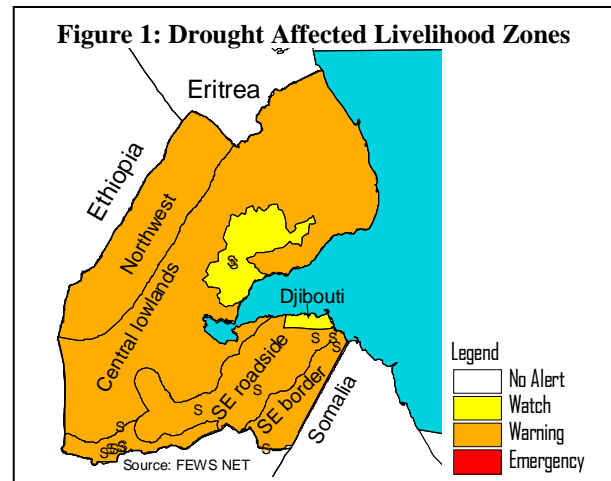 Figure 1: Drought Affected Livelihood Zones
Eritrea
Ethiopia
Northwest
Central lowlands
Djibouti
SE roadside
SE border
Somalia
S
S
S
S
S
S
S
S
S
S
S
S
S
S
Source: FEWS NET
Legend
No Alert
Watch
Warning
Emergency